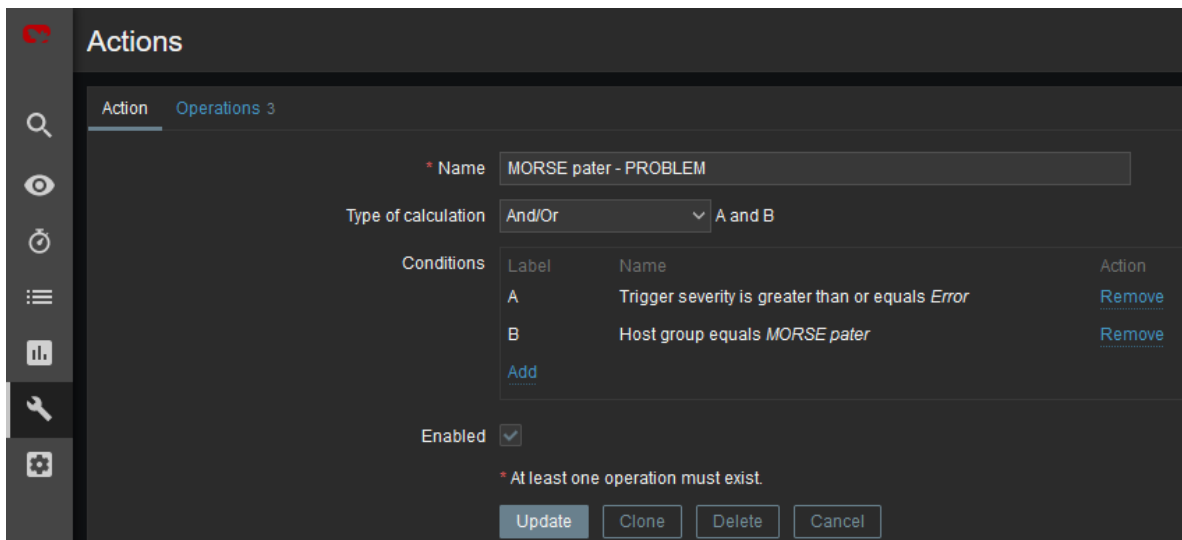 Actions
Action Operations 3
* Name MORSE pater - PROBLEM
Type of calculation And/Or A and B
Conditions Label Name Action
A Trigger severity is greater than or equals Error Remove
B Host group equals MORSE pater Remove
Add
Enabled
* At least one operation must exist.
Update Clone Delete Cancel